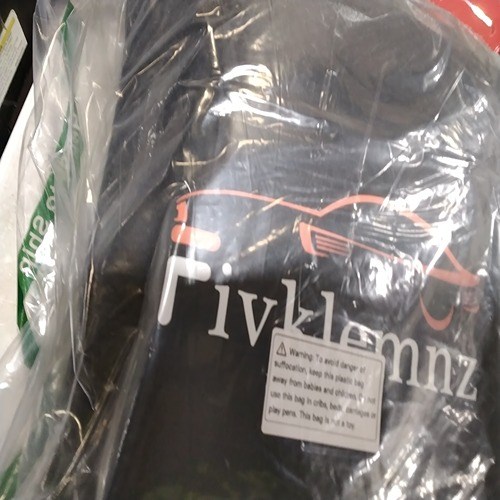 Fivklemnz
Warning: To avoid danger of
suffocation, keep this plastic bag
away from babies and children. Do not
use this bag in cribs, beds, carriages or
play pens. This bag is not a toy.